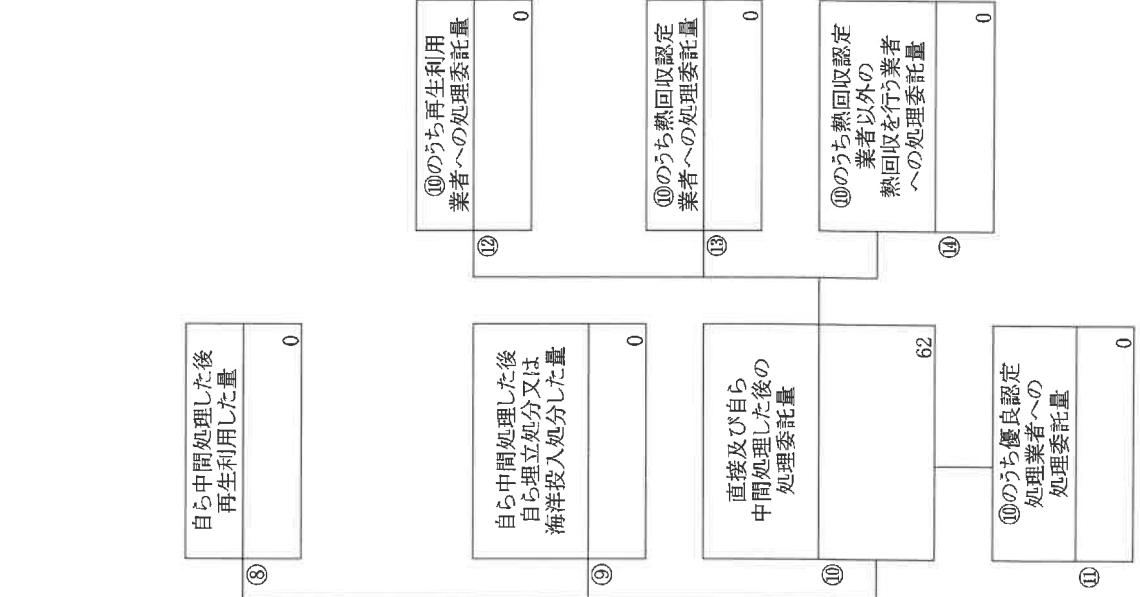 ⑧
自ら中間処理した後
再生利用した量
0
⑨
自ら中間処理した後
自ら埋立処分又は
海洋投入処分した量
0
⑩
直接及び自ら
中間処理した後の
処理委託量
62
⑪
⑩のうち優良認定
処理業者への
処理委託量
0
⑫
⑩のうち再生利用
業者への処理委託量
0
⑬
⑩のうち熱回収認定
業者への処理委託量
0
⑭
⑩のうち熱回収認定
業者以外の
熱回収を行う業者
への処理委託量
0